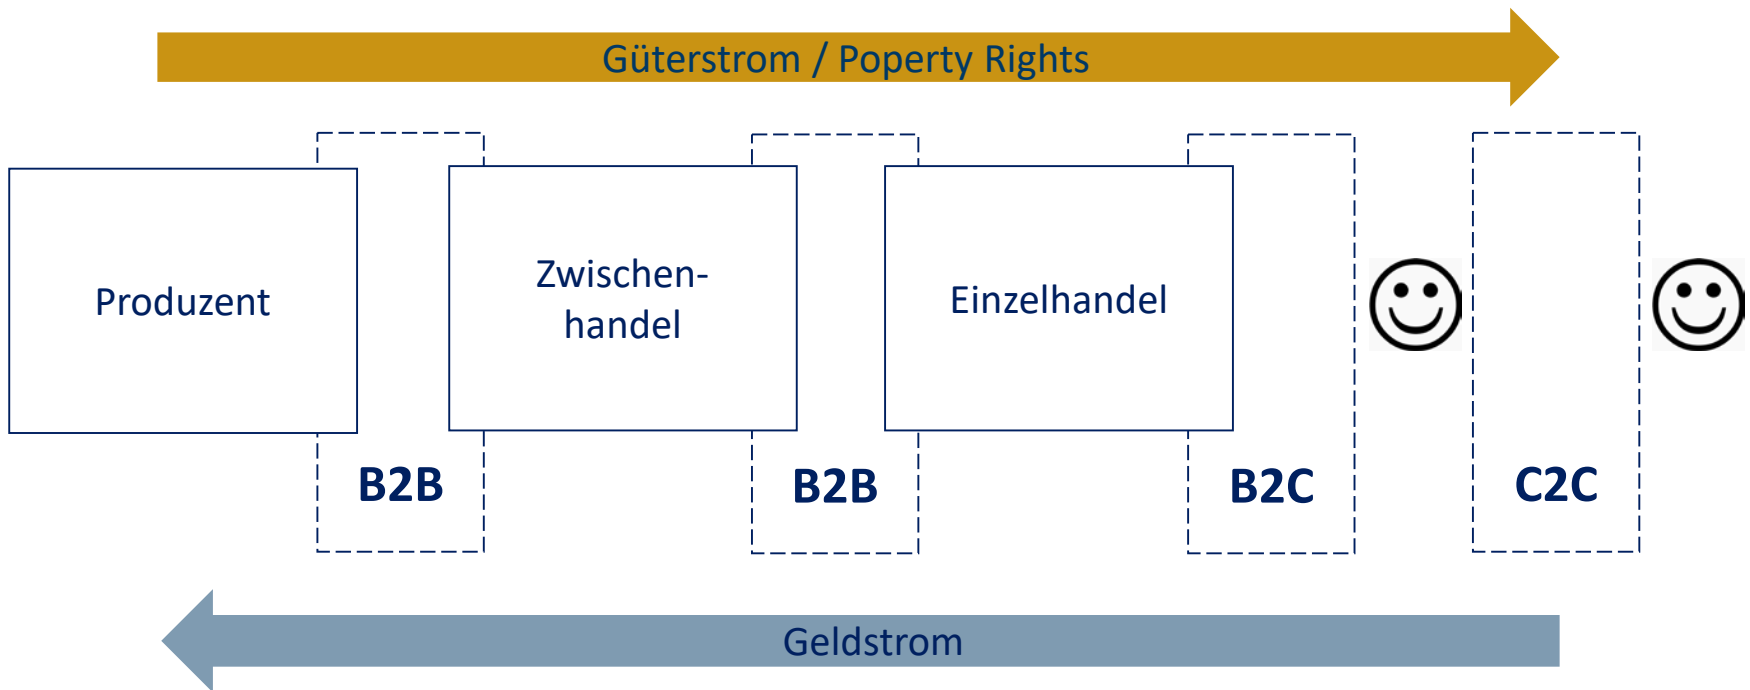 Güterstrom / Poperty Rights
Produzent
Zwischen-
handel
Einzelhandel
B2B
B2B
B2C
C2C
Geldstrom